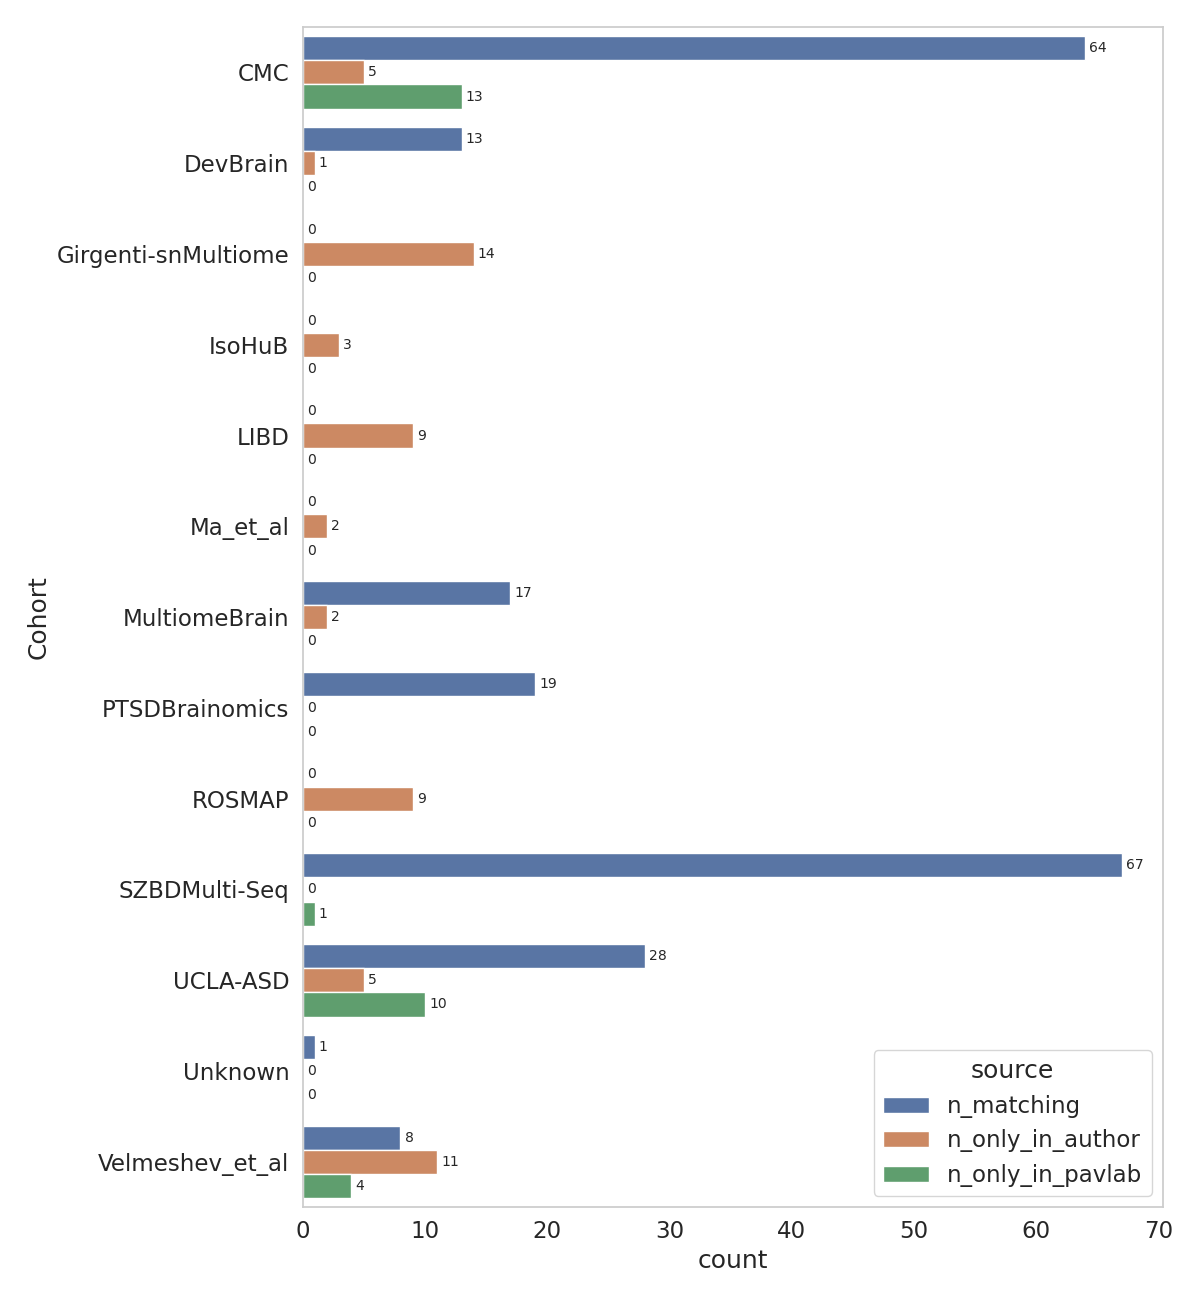 Cohort
CMC
64
5
13
DevBrain
13
1
0
Girgenti-snMultiome
0
14
0
IsoHuB
0
3
0
LIBD
0
9
0
Ma_et_al
0
2
0
MultiomeBrain
17
2
0
PTSDBrainomics
19
0
0
ROSMAP
0
9
0
SZBDMulti-Seq
67
0
1
UCLA-ASD
28
5
10
Unknown
1
0
0
Velmeshev_et_al
8
11
4
source
n_matching
n_only_in_author
n_only_in_pavlab
0 10 20 30 40 50 60 70
count